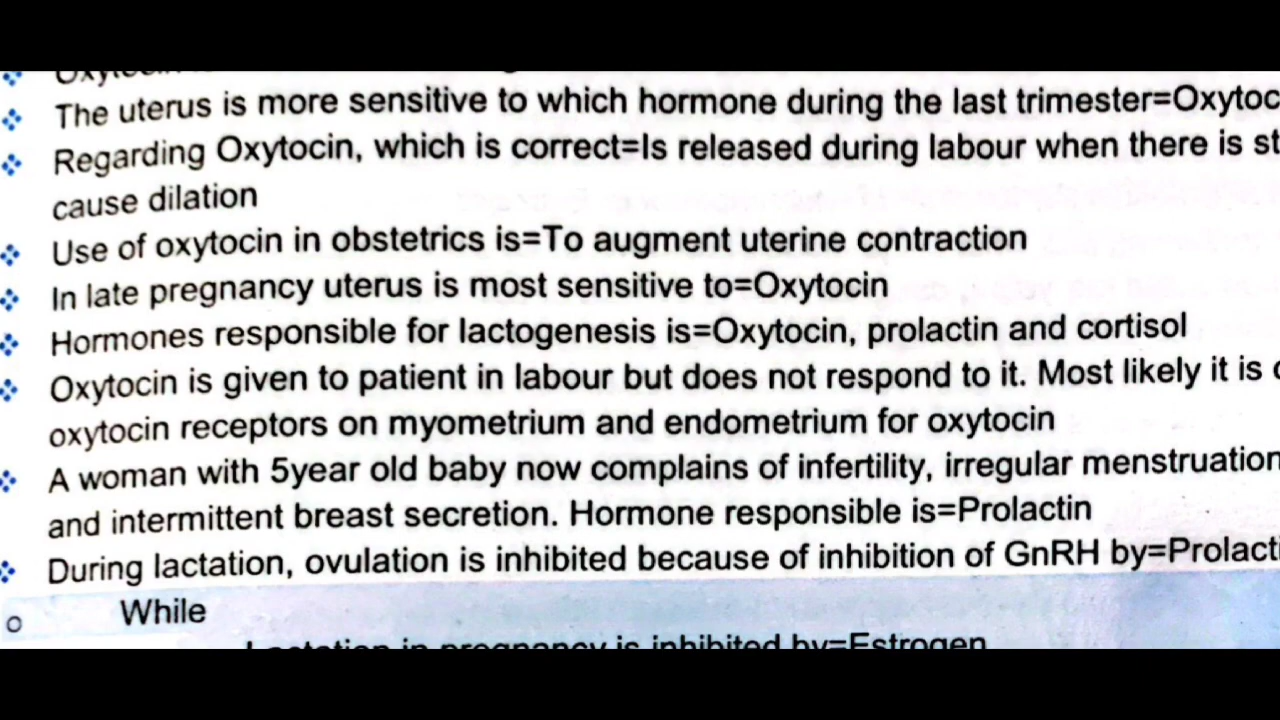 The uterus is more sensitive to which hormone during the last trimester=Oxytoc
Regarding Oxytocin, which is correct=Is released during labour when there is st
cause dilation
Use of oxytocin in obstetrics is=To augment uterine contraction
In late pregnancy uterus is most sensitive to=Oxytocin
Hormones responsible for lactogenesis is=Oxytocin, prolactin and cortisol
Oxytocin is given to patient in labour but does not respond to it. Most likely it is
oxytocin receptors on myometrium and endometrium for oxytocin
A woman with 5year old baby now complains of infertility, irregular menstruation
and intermittent breast secretion. Hormone responsible is=Prolactin
During lactation, ovulation is inhibited because of inhibition of GnRH by=Prolacti
While
Lactation in pregnancy is inhibited by=Estrogen